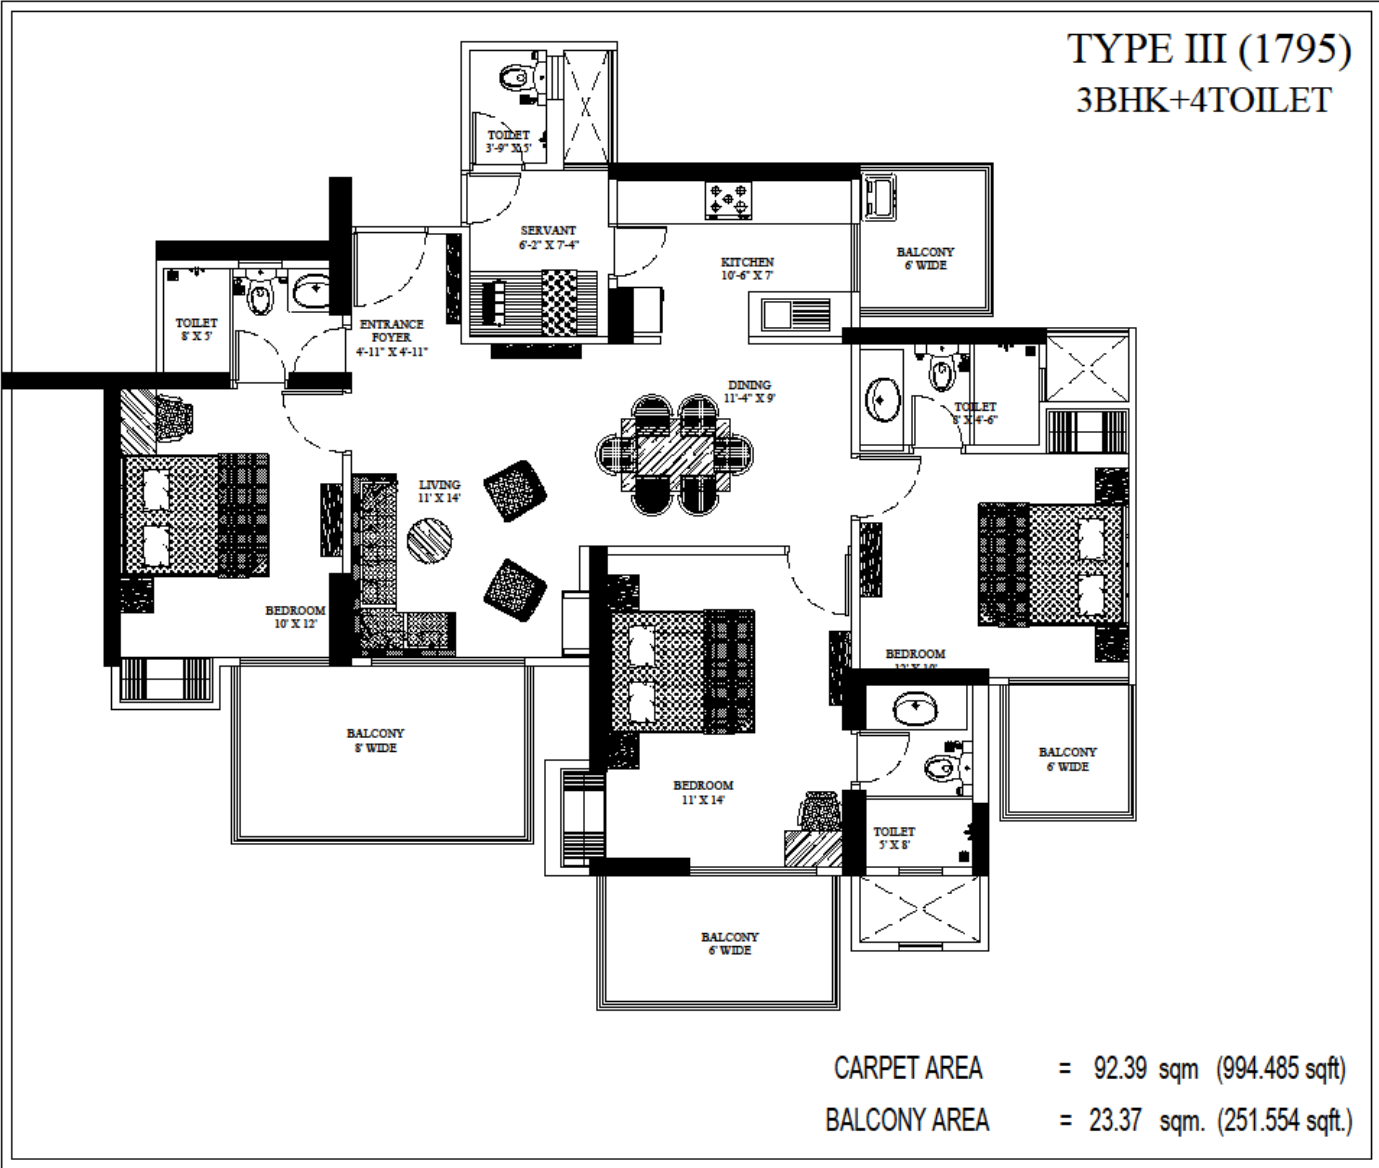 TYPE III (1795)
3BHK+4TOILET
TOILET
3'-9" X 5'
SERVANT
6'-2" X 7'-4"
KITCHEN
10'-6" X 7'
BALCONY
6' WIDE
TOILET
8' X 5'
ENTRANCE
FOYER
4'-11" X 4'-11"
DINING
11'-4" X 9'
TOILET
8' X 4'-6"
LIVING
11' X 14'
BEDROOM
10' X 12'
BEDROOM
12' X 10'
BALCONY
8' WIDE
BALCONY
6' WIDE
BEDROOM
11' X 14'
TOILET
5' X 8'
BALCONY
6' WIDE
CARPET AREA = 92.39 sqm (994.485 sqft)
BALCONY AREA = 23.37 sqm. (251.554 sqft.)